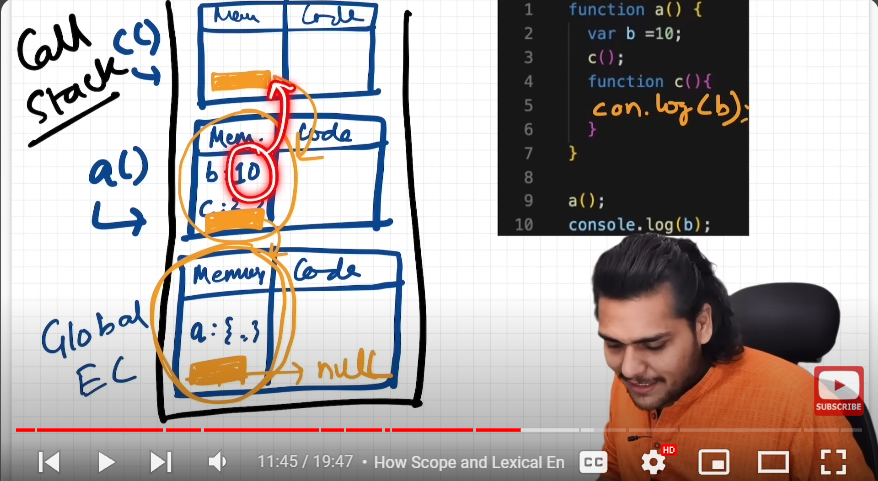 Call
Stack
c()
Mem
Code
a()
Mem.
Code
b:10
c:{.}
Global
EC
Memory
Code
a:{.}
null
1 function a() {
2 var b =10;
3 c();
4 function c(){
5 con.log(b);
6 }
7 }
8
9 a();
10 console.log(b);
SUBSCRIBE
11:45 / 19:47 • How Scope and Lexical En
CC
HD